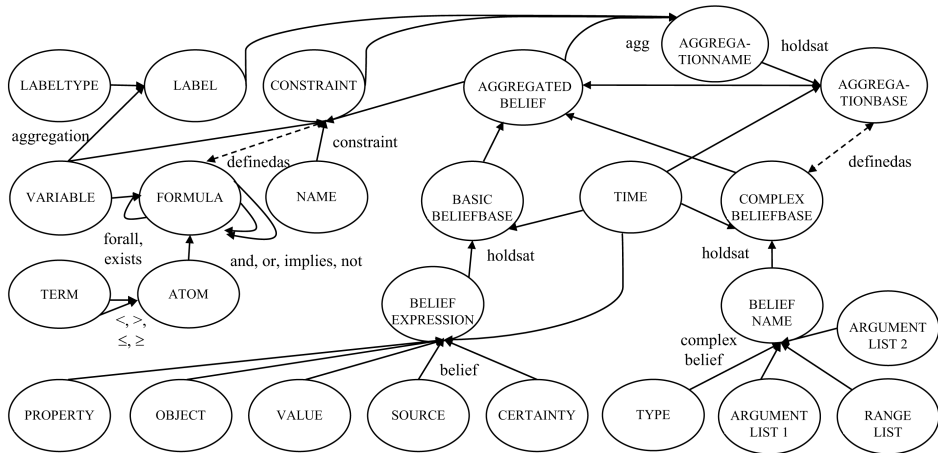 agg
AGGREGA-
TIONNAME
holdsat
LABELTYPE
LABEL
CONSTRAINT
AGGREGATED
BELIEF
AGGREGA-
TIONBASE
aggregation
constraint
definedas
definedas
VARIABLE
FORMULA
NAME
BASIC
BELIEFBASE
TIME
COMPLEX
BELIEFBASE
forall,
exists
and, or, implies, not
holdsat
holdsat
TERM
ATOM
<, >,
≤, ≥
BELIEF
EXPRESSION
BELIEF
NAME
ARGUMENT
LIST 2
belief
complex
belief
PROPERTY
OBJECT
VALUE
SOURCE
CERTAINTY
TYPE
ARGUMENT
LIST 1
RANGE
LIST